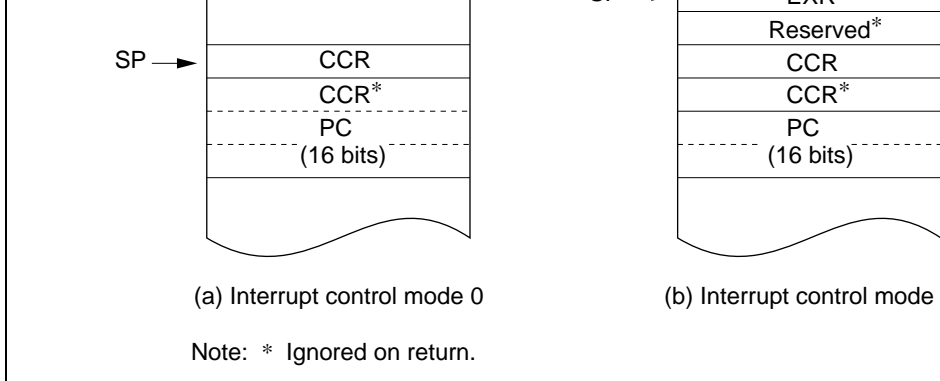 EXR
Reserved*
SP
CCR
CCR
CCR*
CCR*
PC
PC
(16 bits)
(16 bits)
(a) Interrupt control mode 0
(b) Interrupt control mode
Note: * Ignored on return.